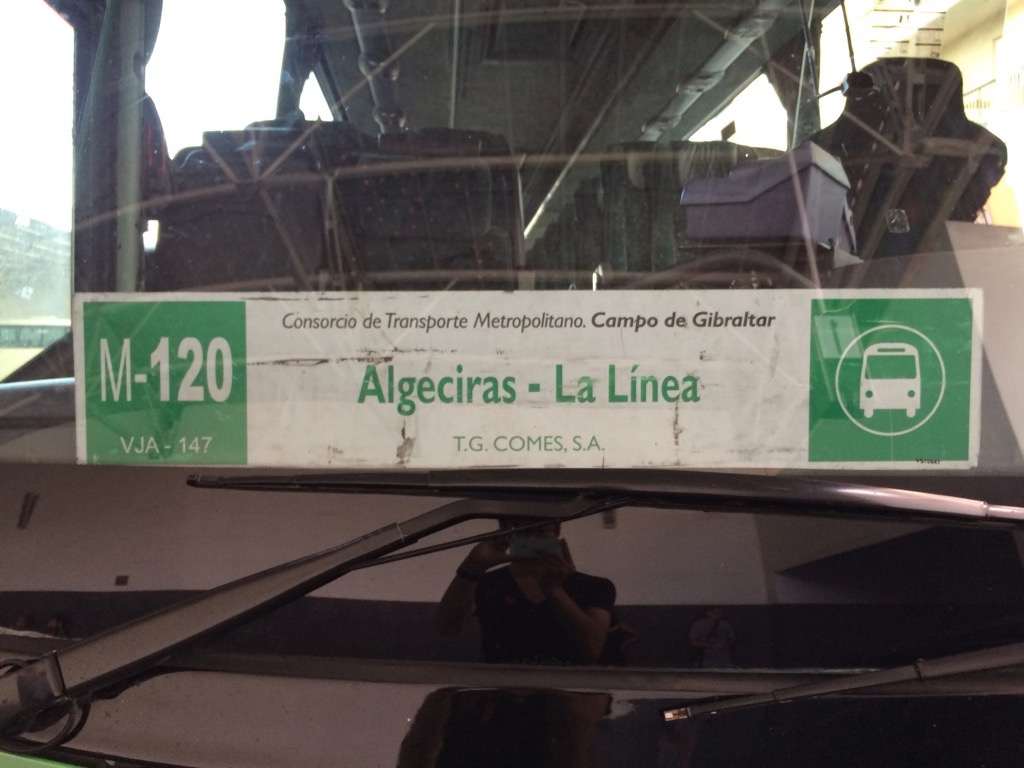 M-120
VJA - 147
Consorcio de Transporte Metropolitano. Campo de Gibraltar
Algeciras - La Línea
T.G. COMES, S.A.